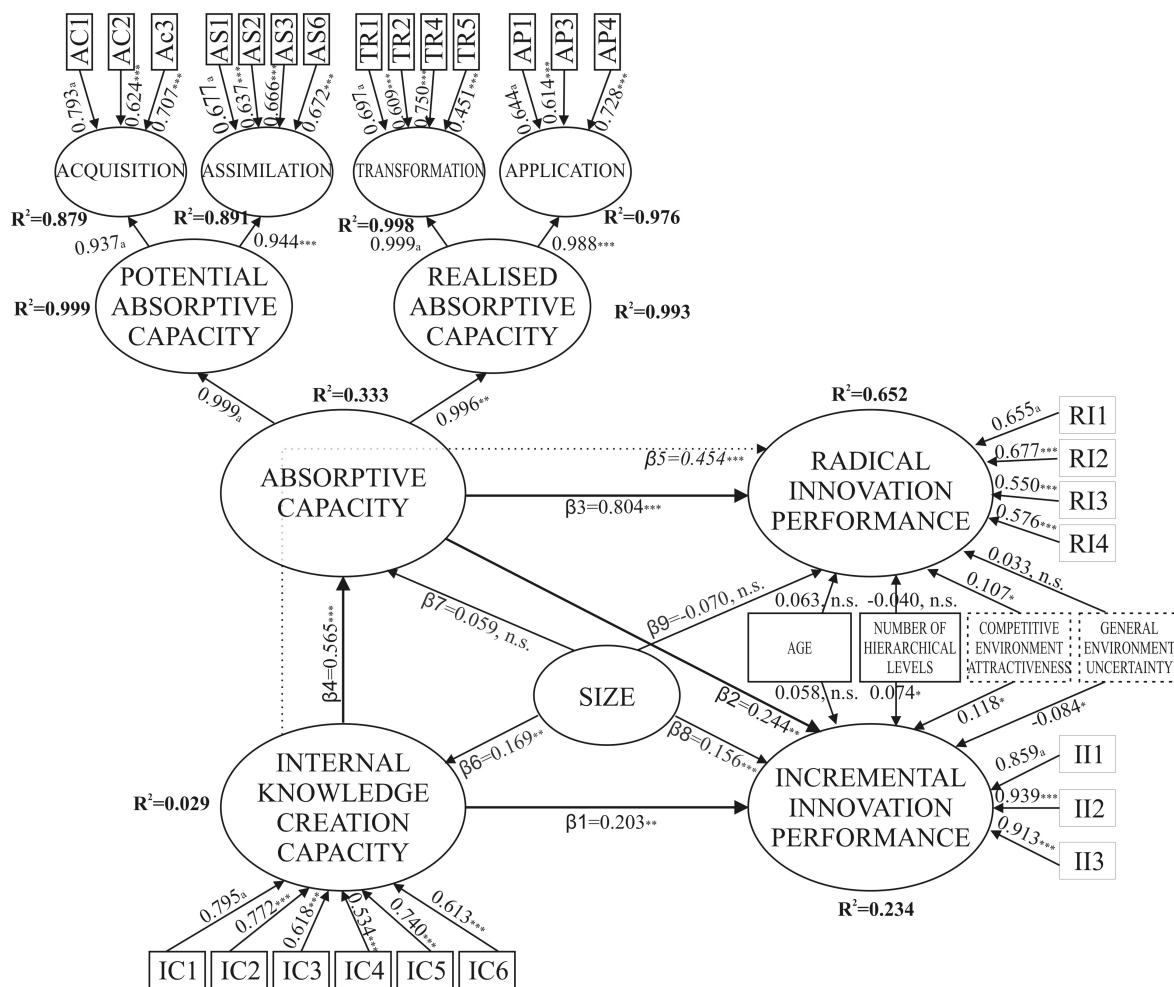 AC1
AC2
Ac3
AS1
AS2
AS3
AS6
TR1
TR2
TR4
TR5
AP1
AP3
AP4
0.793a
0.624***
0.707***
0.677a
0.637***
0.666***
0.672***
0.697a
0.609***
0.750***
0.451***
0.644a
0.614***
0.728***
ACQUISITION
ASSIMILATION
TRANSFORMATION
APPLICATION
R²=0.879
R²=0.891
R²=0.998
R²=0.976
0.937a
0.944***
0.999a
0.988***
POTENTIAL
ABSORPTIVE
CAPACITY
R²=0.999
REALISED
ABSORPTIVE
CAPACITY
R²=0.993
0.999a
0.996**
R²=0.333
ABSORPTIVE
CAPACITY
R²=0.652
RADICAL
INNOVATION
PERFORMANCE
0.655a
0.677***
0.550***
0.576***
RI1
RI2
RI3
RI4
β5=0.454***
β3=0.804***
β4=0.565***
β7=0.059, n.s.
β9=-0.070, n.s.
0.063, n.s.
-0.040, n.s.
0.107*
0.033, n.s.
AGE
NUMBER OF
HIERARCHICAL
LEVELS
COMPETITIVE
ENVIRONMENT
ATTRACTIVENESS
GENERAL
ENVIRONMENT
UNCERTAINTY
0.058, n.s.
0.074*
0.118*
-0.084*
SIZE
β2=0.244**
β6=0.169**
β8=0.156***
INTERNAL
KNOWLEDGE
CREATION
CAPACITY
R²=0.029
β1=0.203**
INCREMENTAL
INNOVATION
PERFORMANCE
R²=0.234
0.859a
0.939***
0.913***
II1
II2
II3
0.795a
0.772***
0.618***
0.534***
0.740***
0.613***
IC1
IC2
IC3
IC4
IC5
IC6